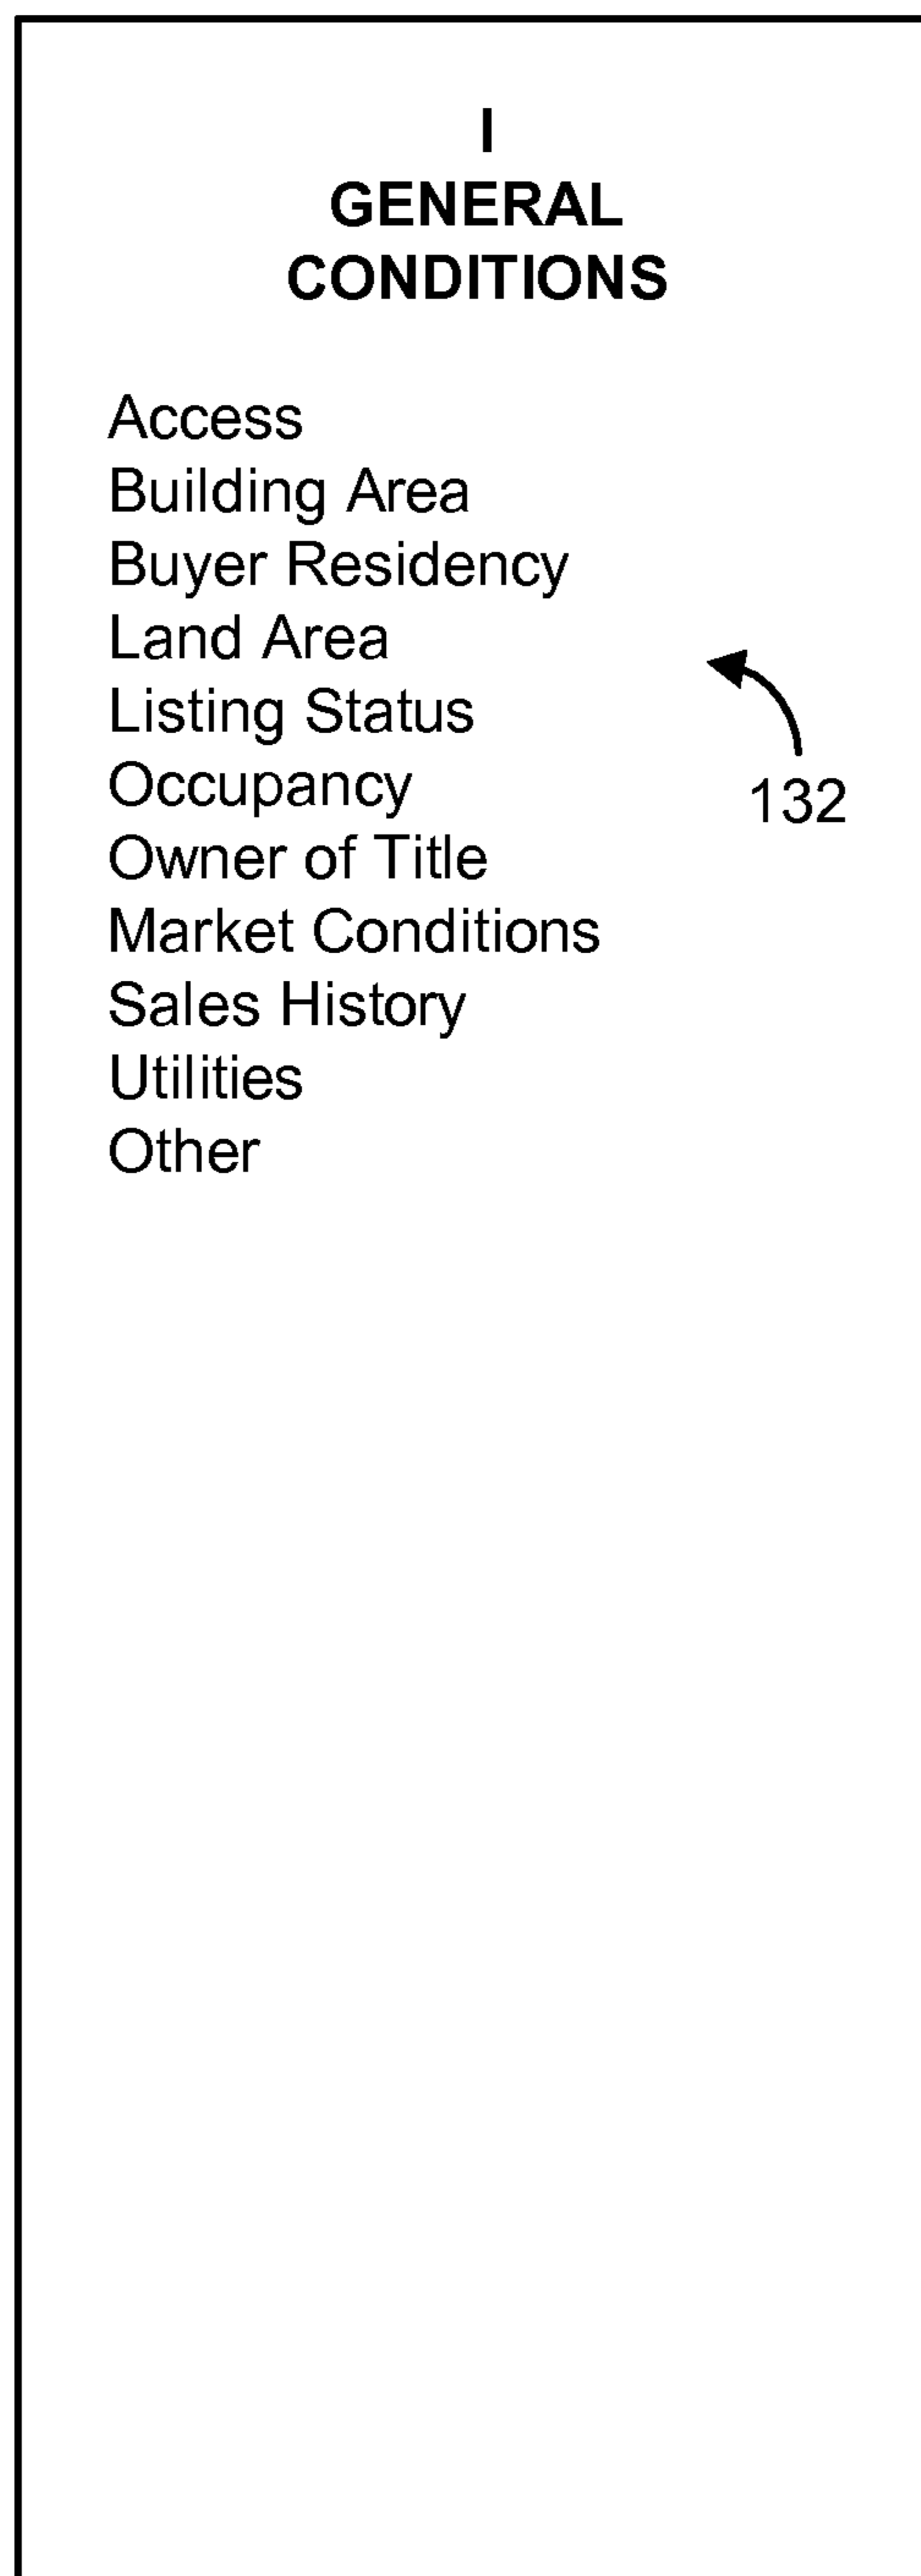 I
GENERAL
CONDITIONS
Access
Building Area
Buyer Residency
Land Area
Listing Status
Occupancy
Owner of Title
Market Conditions
Sales History
Utilities
Other
132